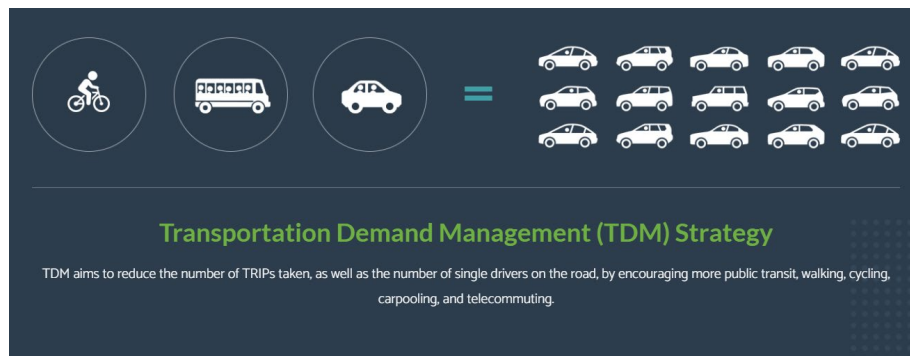 =
Transportation Demand Management (TDM) Strategy
TDM aims to reduce the number of TRIPs taken, as well as the number of single drivers on the road, by encouraging more public transit, walking, cycling,
carpooling, and telecommuting.